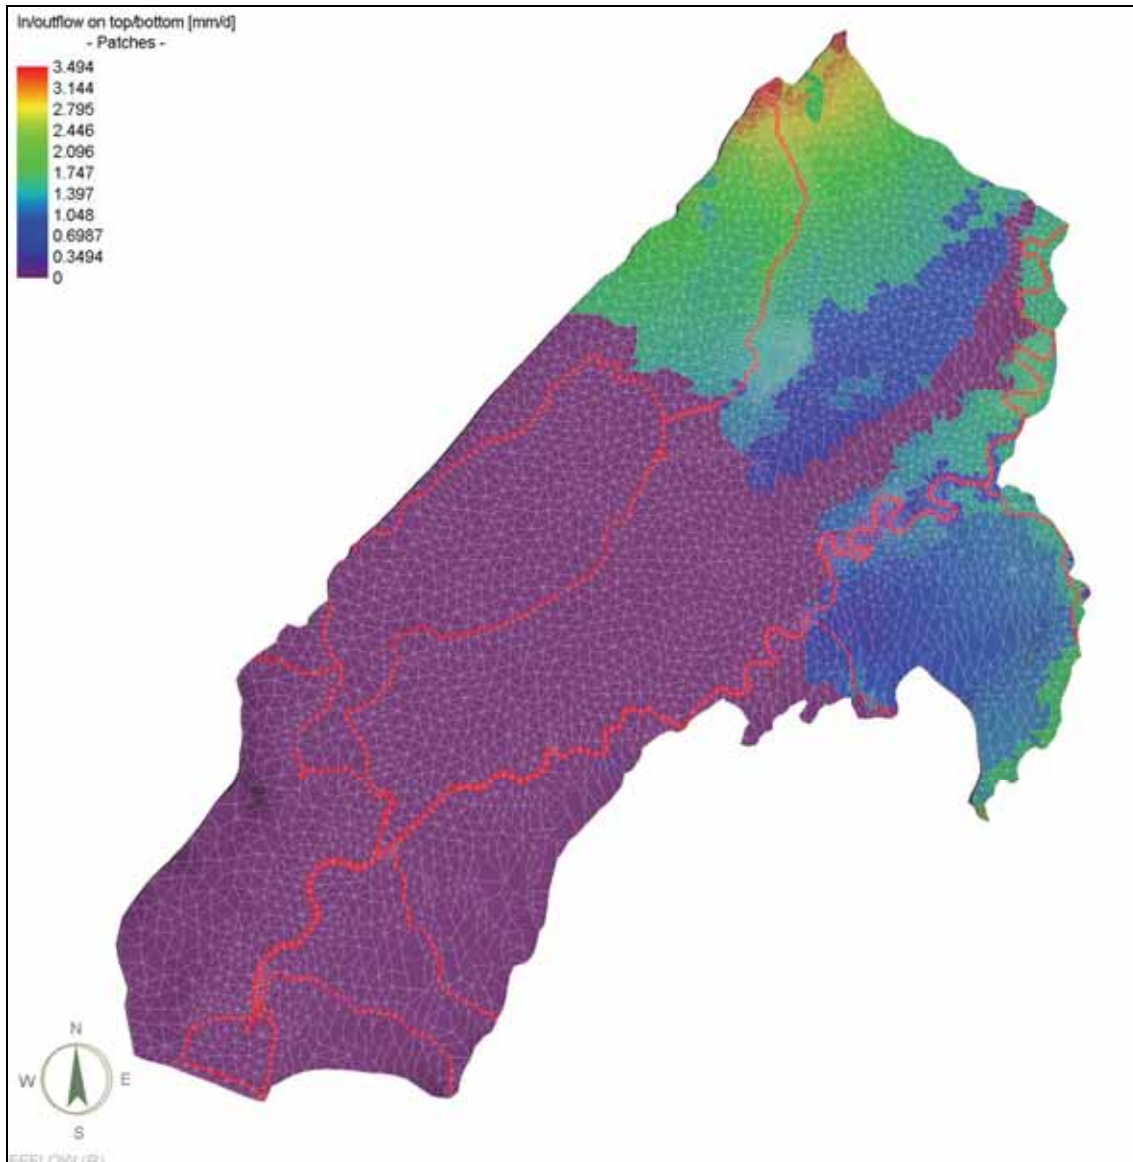 In/outflow on top/bottom [mm/d]
- Patches -
3.494
3.144
2.795
2.446
2.096
1.747
1.397
1.048
0.6987
0.3494
0
N
W E
S
FEFLOW (R)